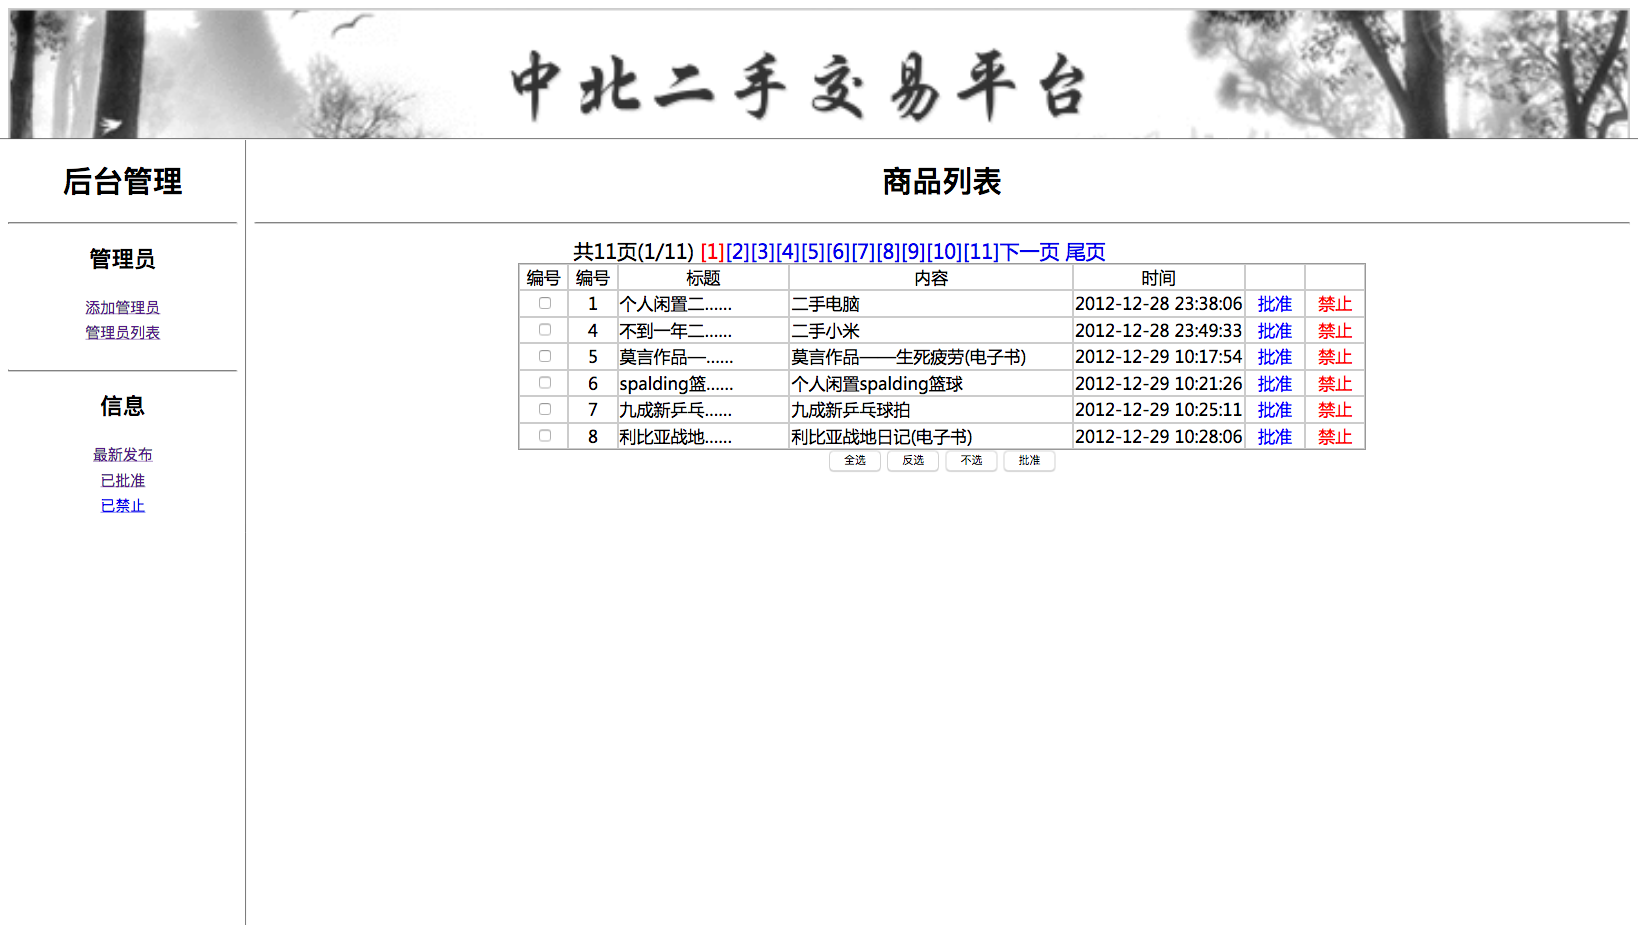 中北二手交易平台
后台管理
管理员
添加管理员
管理员列表
信息
最新发布
已批准
已禁止
商品列表
共11页(1/11) [1][2][3][4][5][6][7][8][9][10][11]下一页 尾页
编号 编号 标题 内容 时间
1 个人闲置二...... 二手电脑 2012-12-28 23:38:06 批准 禁止
4 不到一年二...... 二手小米 2012-12-28 23:49:33 批准 禁止
5 莫言作品—...... 莫言作品——生死疲劳(电子书) 2012-12-29 10:17:54 批准 禁止
6 spalding篮...... 个人闲置spalding篮球 2012-12-29 10:21:26 批准 禁止
7 九成新乒乓...... 九成新乒乓球拍 2012-12-29 10:25:11 批准 禁止
8 利比亚战地...... 利比亚战地日记(电子书) 2012-12-29 10:28:06 批准 禁止
全选 反选 不选 批准